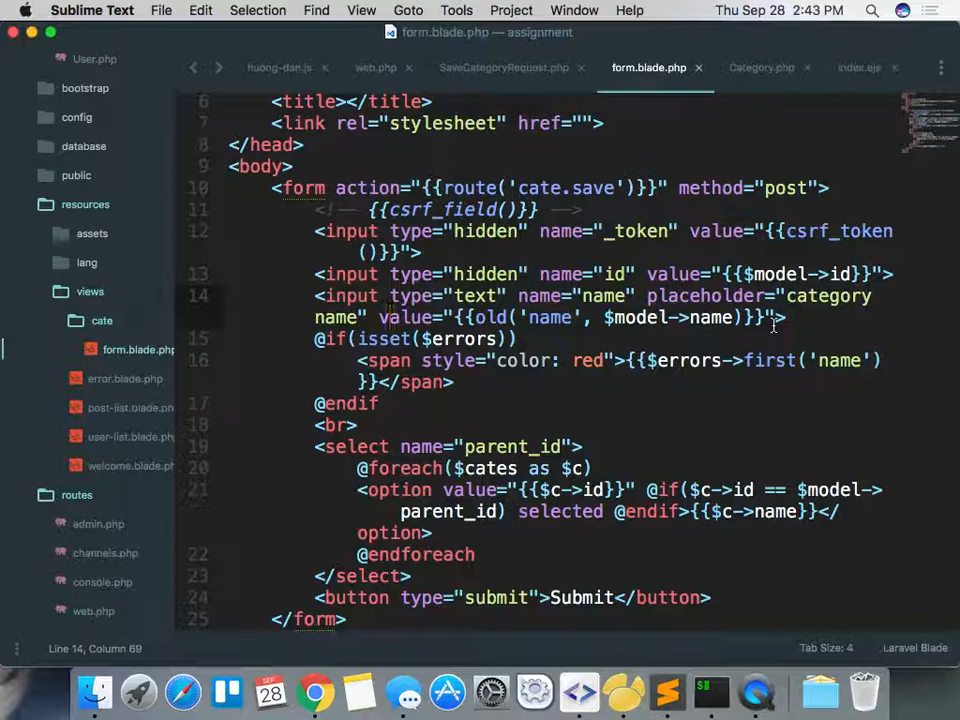 Sublime Text File Edit Selection Find View Goto Tools Project Window Help Thu Sep 28 2:43 PM
form.blade.php — assignment
huong-dan.js × web.php × SaveCategoryRequest.php × form.blade.php × Category.php × index.ejs ×
User.php
bootstrap
config
database
public
resources
assets
lang
views
cate
form.blade.php
error.blade.php
post-list.blade.ph
user-list.blade.ph
welcome.blade.ph
routes
admin.php
channels.php
console.php
web.php
6 <title></title>
7 <link rel="stylesheet" href="">
8 </head>
9 <body>
10 <form action="{{route('cate.save')}}" method="post">
11 <!-- {{csrf_field()}} -->
12 <input type="hidden" name="_token" value="{{csrf_token
()}}">
13 <input type="hidden" name="id" value="{{$model->id}}">
14 <input type="text" name="name" placeholder="category
name" value="{{old('name', $model->name)}}">
15 @if(isset($errors))
16 <span style="color: red">{{$errors->first('name')
}}</span>
17 @endif
18 <br>
19 <select name="parent_id">
20 @foreach($cates as $c)
21 <option value="{{$c->id}}" @if($c->id == $model->
parent_id) selected @endif>{{$c->name}}</
option>
22 @endforeach
23 </select>
24 <button type="submit">Submit</button>
25 </form>
Line 14, Column 69 Tab Size: 4 Laravel Blade
SEP
28